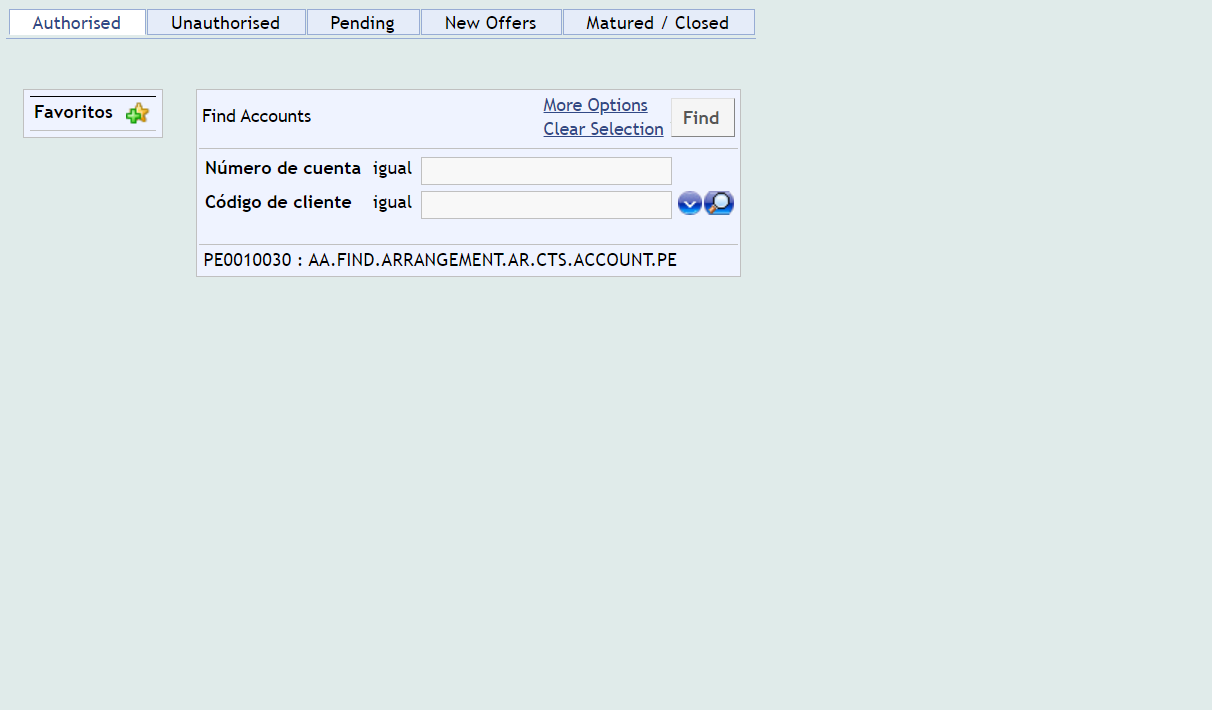 Authorised Unauthorised Pending New Offers Matured / Closed
Favoritos
Find Accounts
More Options
Clear Selection
Find
Número de cuenta igual
Código de cliente igual
PE0010030 : AA.FIND.ARRANGEMENT.AR.CTS.ACCOUNT.PE